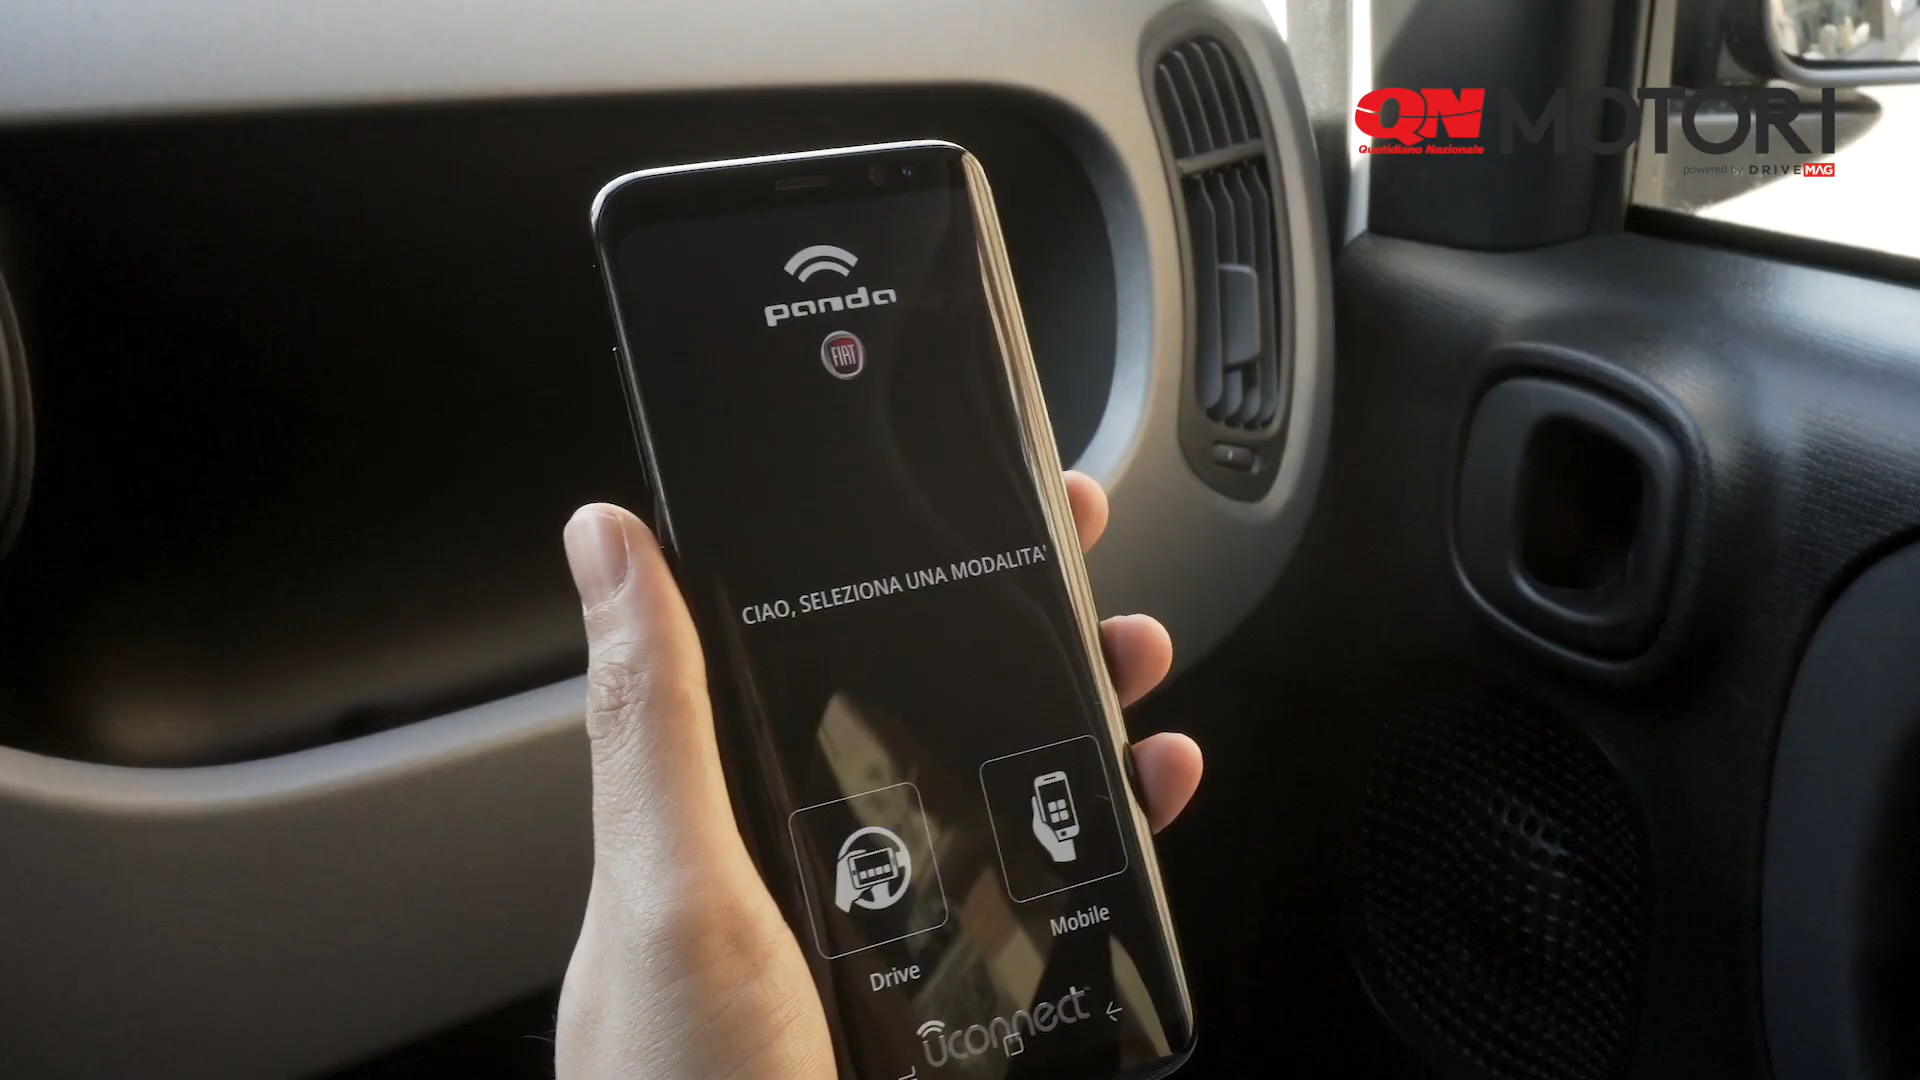 QN MOTORI
Quotidiano Nazionale
powered by DRIVEMAG
panda
FIAT
CIAO, SELEZIONA UNA MODALITA'
Drive
Mobile
uconnect